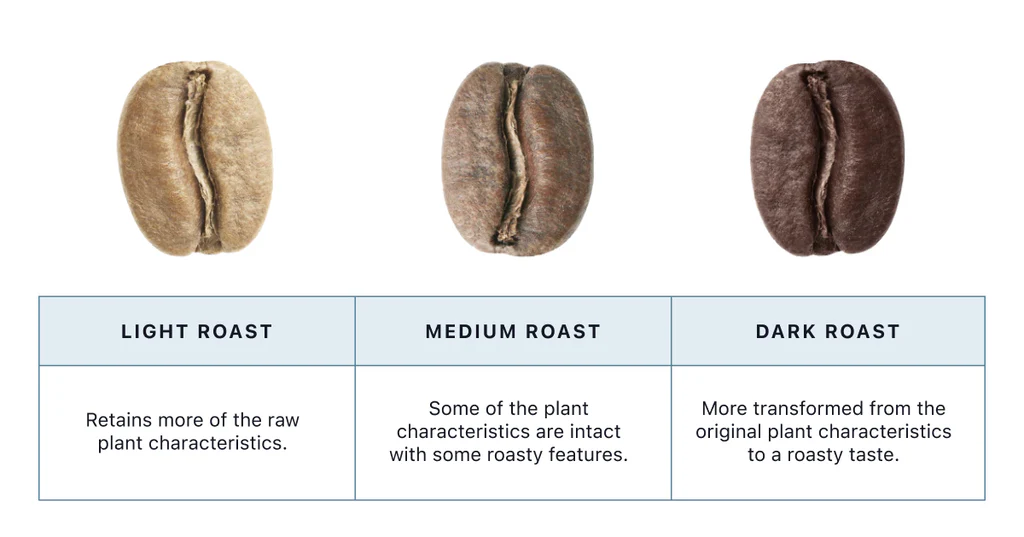 LIGHT ROAST
MEDIUM ROAST
DARK ROAST
Retains more of the raw
plant characteristics.
Some of the plant
characteristics are intact
with some roasty features.
More transformed from the
original plant characteristics
to a roasty taste.